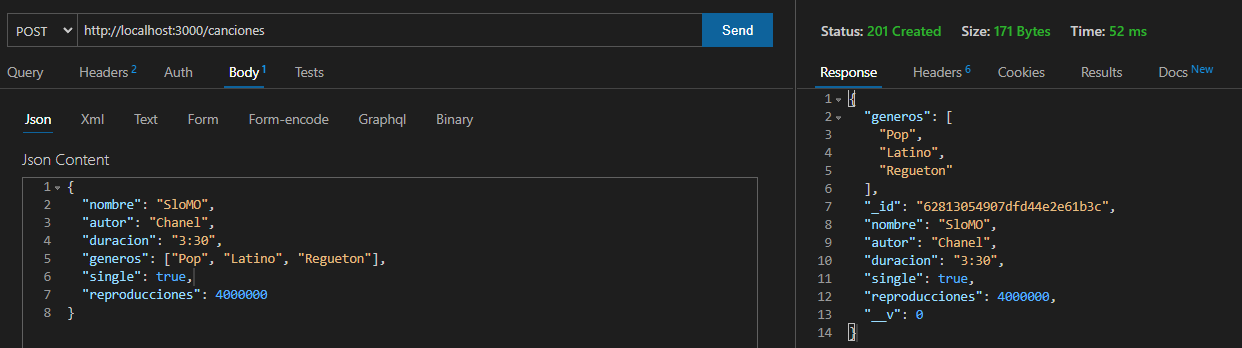 POST http://localhost:3000/canciones Send
Query Headers 2 Auth Body 1 Tests
Json Xml Text Form Form-encode Graphql Binary
Json Content
1 {
2 "nombre": "SloMO",
3 "autor": "Chanel",
4 "duracion": "3:30",
5 "generos": ["Pop", "Latino", "Regueton"],
6 "single": true,
7 "reproducciones": 4000000
8 }
Status: 201 Created Size: 171 Bytes Time: 52 ms
Response Headers 6 Cookies Results Docs New
1 {
2 "generos": [
3 "Pop",
4 "Latino",
5 "Regueton"
6 ],
7 "_id": "62813054907dfd44e2e61b3c",
8 "nombre": "SloMO",
9 "autor": "Chanel",
10 "duracion": "3:30",
11 "single": true,
12 "reproducciones": 4000000,
13 "__v": 0
14 }